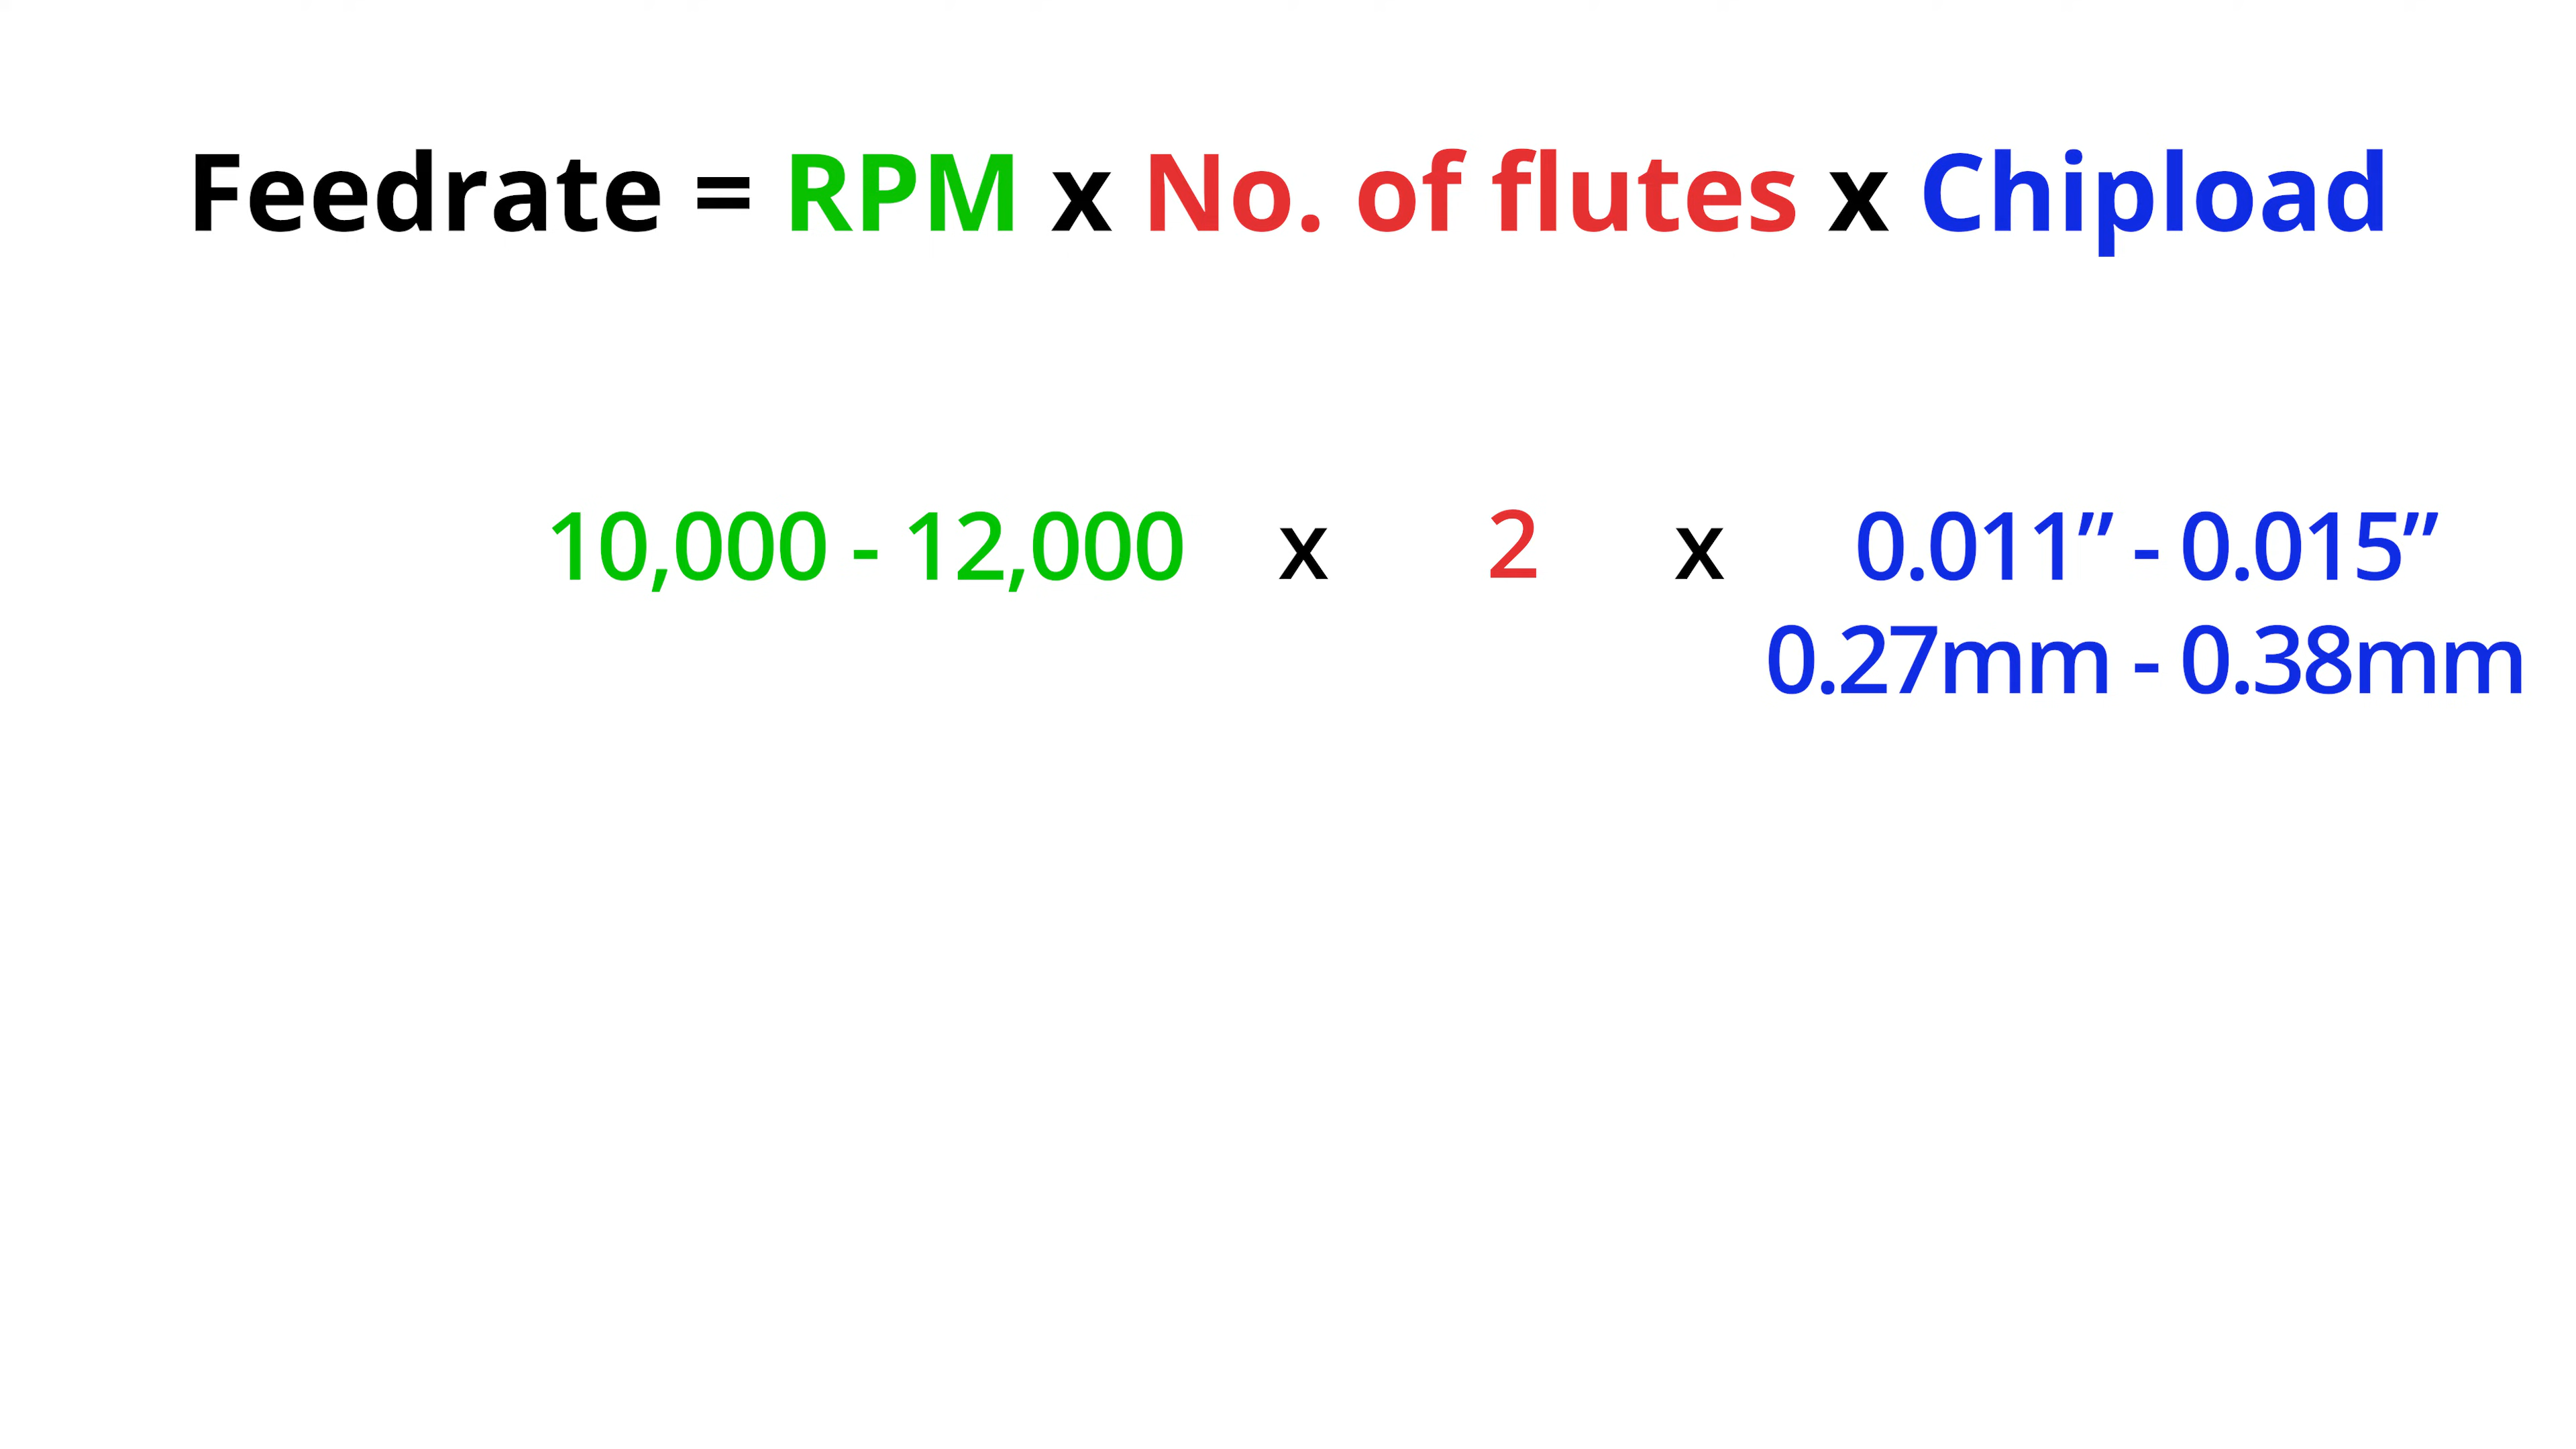 Feedrate = RPM x No. of flutes x Chipload
10,000 - 12,000 x 2 x 0.011” - 0.015”
0.27mm - 0.38mm